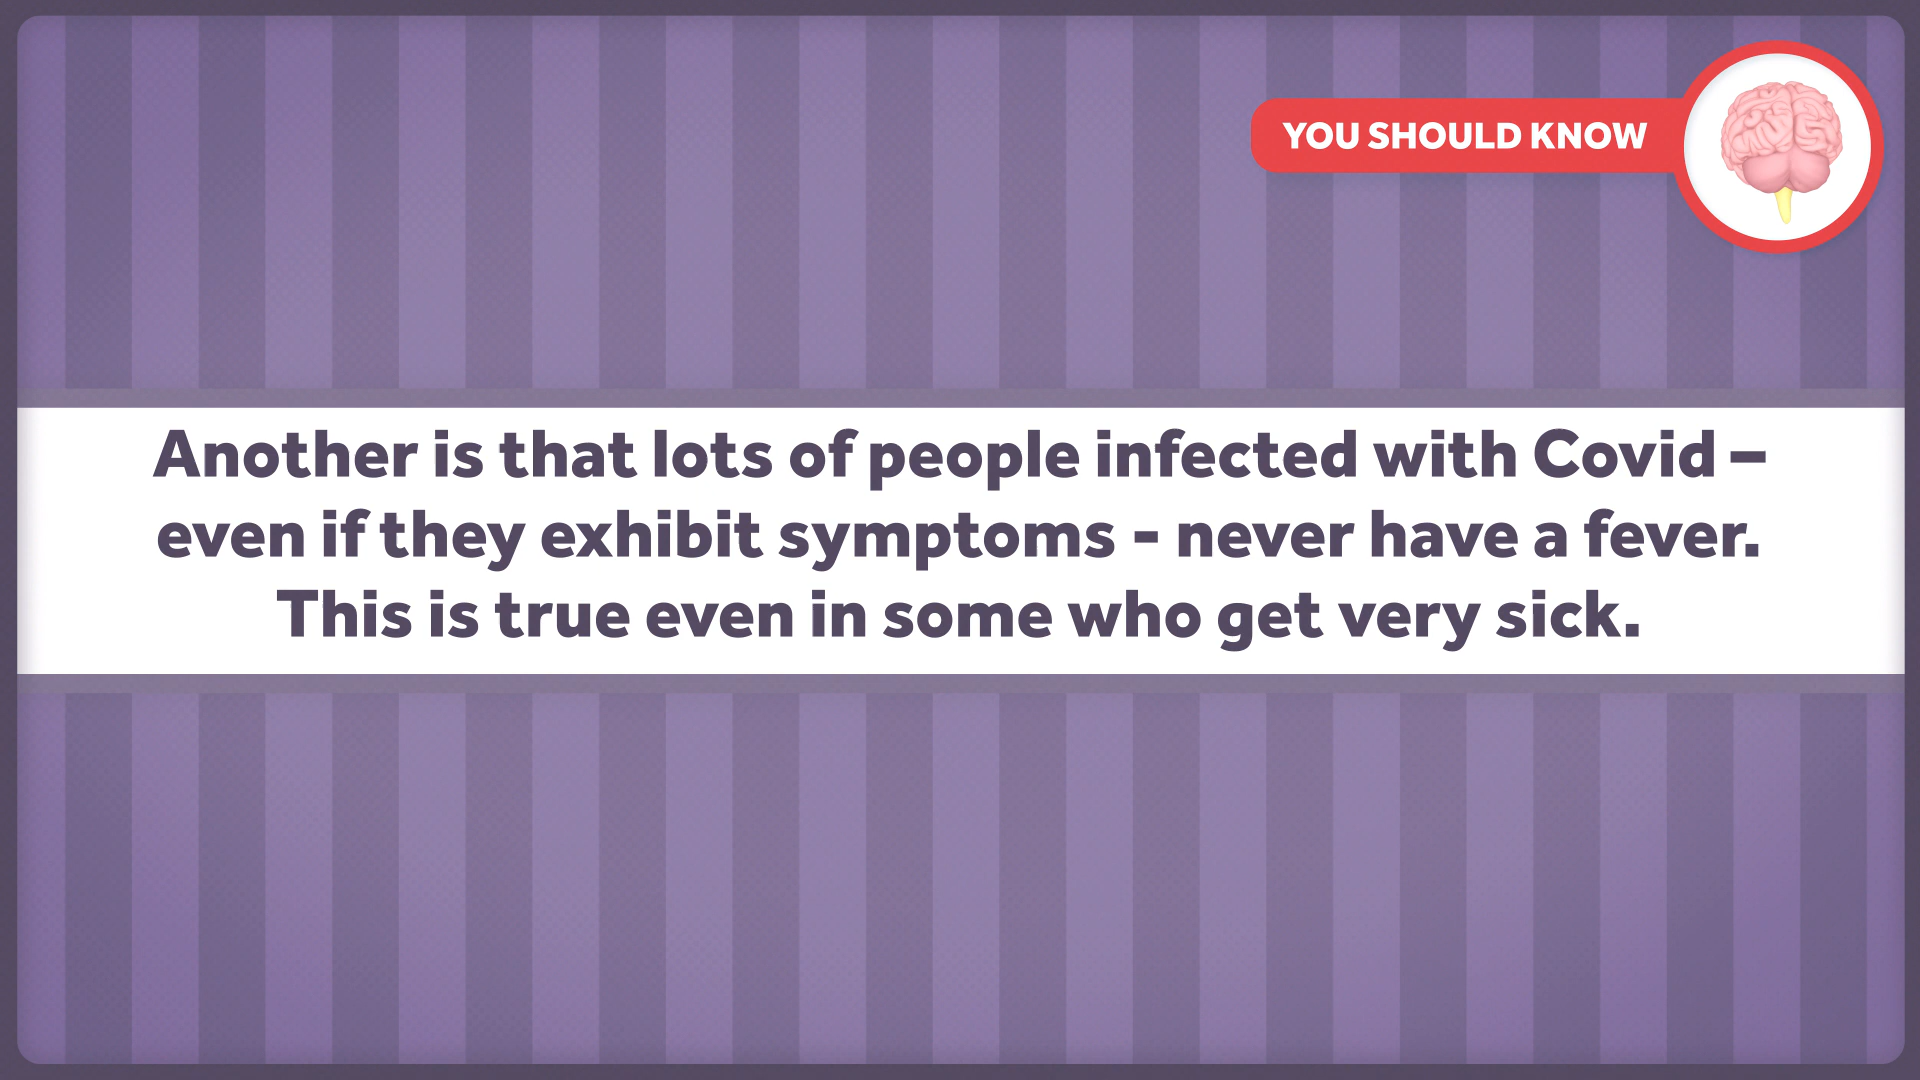 YOU SHOULD KNOW
Another is that lots of people infected with Covid –
even if they exhibit symptoms - never have a fever.
This is true even in some who get very sick.